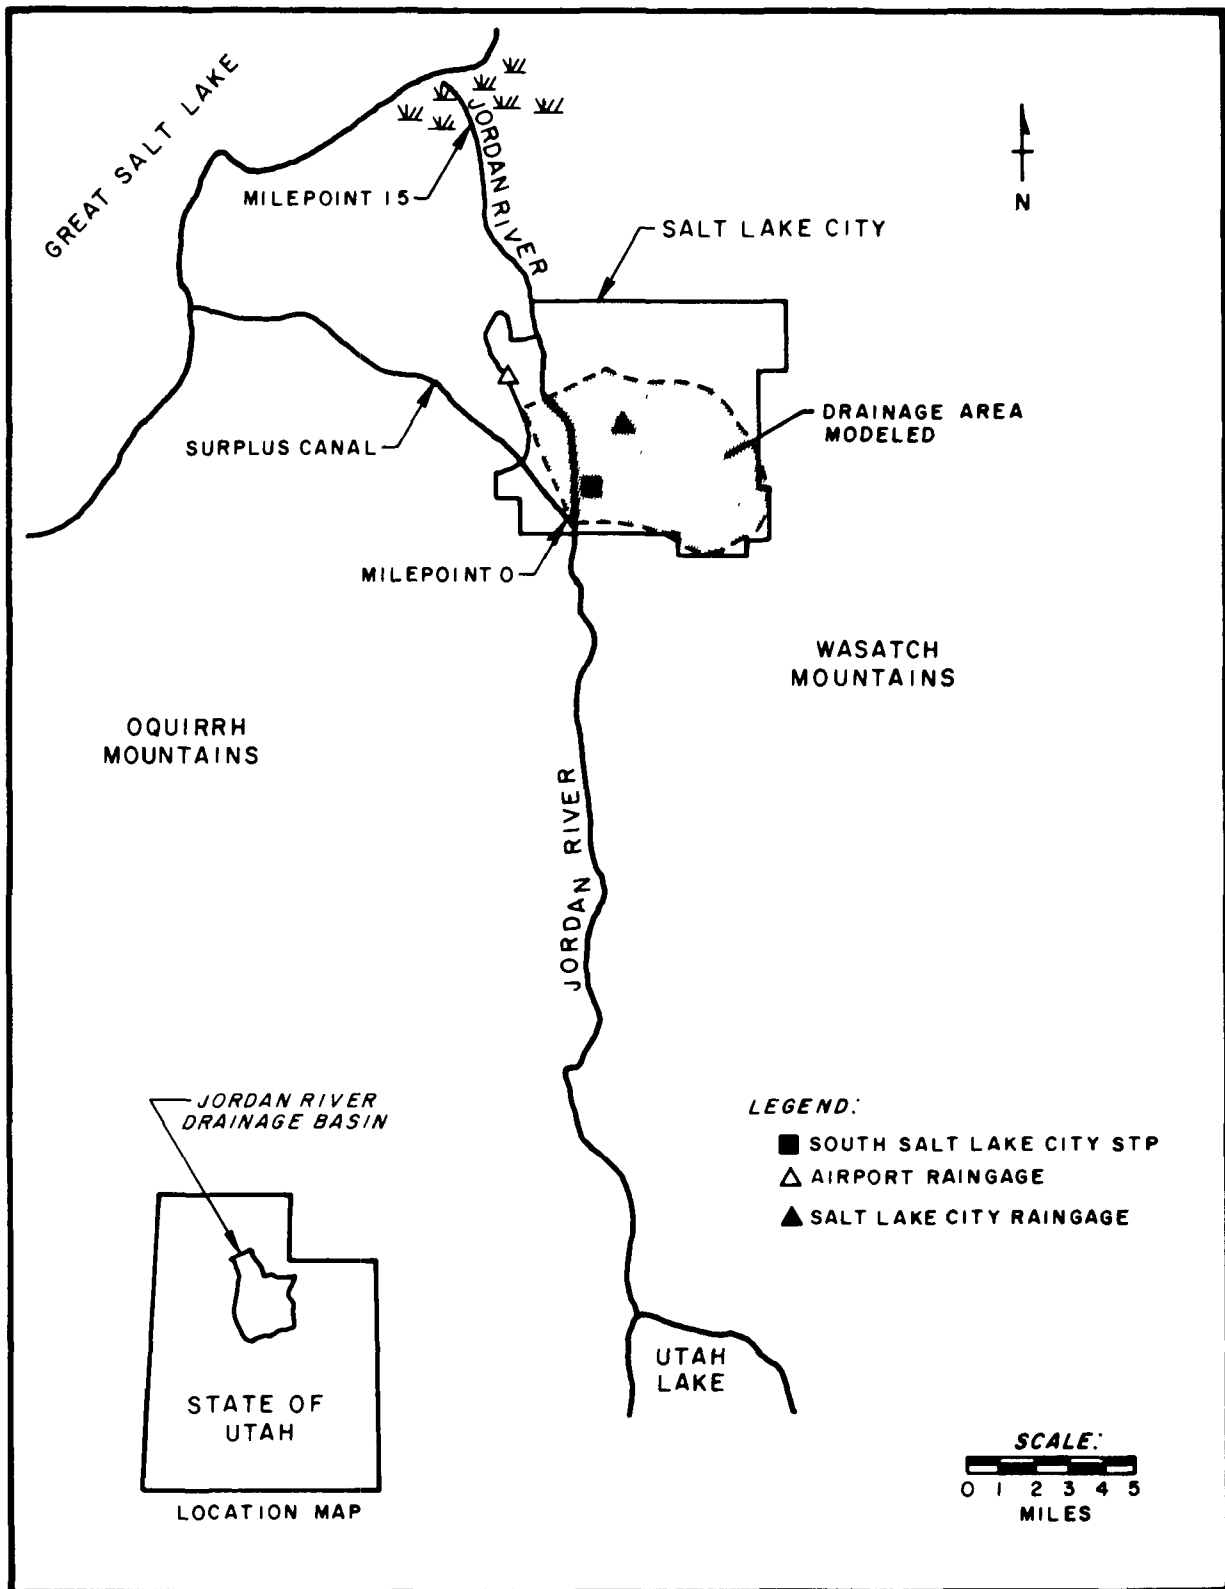 GREAT SALT LAKE
JORDAN RIVER
MILEPOINT 15
N
SALT LAKE CITY
SURPLUS CANAL
DRAINAGE AREA
MODELED
MILEPOINT 0
WASATCH
MOUNTAINS
OQUIRRH
MOUNTAINS
JORDAN RIVER
JORDAN RIVER
DRAINAGE BASIN
LEGEND:
SOUTH SALT LAKE CITY STP
AIRPORT RAINGAGE
SALT LAKE CITY RAINGAGE
UTAH
LAKE
STATE OF
UTAH
LOCATION MAP
SCALE:
0 1 2 3 4 5
MILES